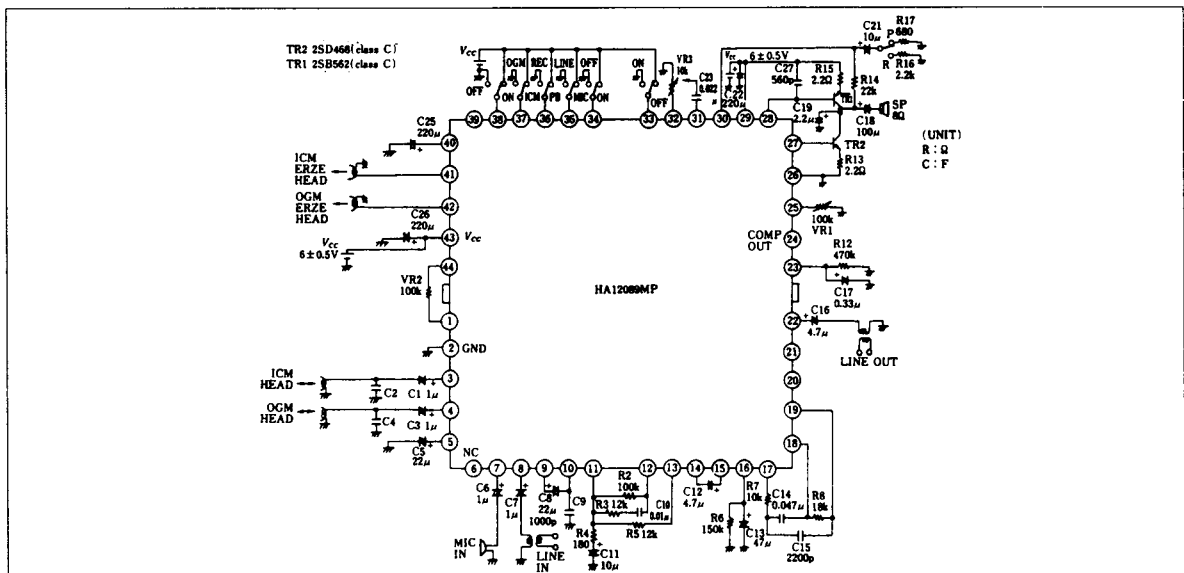 TR2 2SD468(class C)
TR1 2SB562(class C)
Vcc
OFF
ON
OGM
ICM
REC
PB
LINE
MIC
OFF
ON
ON
OFF
VR3
10k
C23
0.022
μ
6±0.5V
C22
220μ
C27
560p
R15
2.2Ω
C19
2.2μ
C21
10μ
P
R17
680
R
R16
2.2k
R14
22k
TR1
SP
8Ω
C18
100μ
TR2
R13
2.2Ω
(UNIT)
R : Ω
C : F
39
38
37
36
35
34
33
32
31
30
29
28
C25
220μ
40
27
ICM
ERZE
HEAD
41
26
OGM
ERZE
HEAD
42
25
100k
VR1
C26
220μ
43
Vcc
Vcc
6±0.5V
COMP
OUT
24
44
23
R12
470k
C17
0.33μ
VR2
100k
HA12089MP
1
22
C16
4.7μ
LINE OUT
2
GND
21
ICM
HEAD
C2
C1 1μ
3
20
OGM
HEAD
C4
C3 1μ
4
19
C5
22μ
5
18
NC
6
7
8
9
10
11
12
13
14
15
16
17
C6
1μ
C7
1μ
C8
22μ
1000p
C9
R2
100k
R3 12k
C10
0.01μ
R4
180
R5 12k
C11
10μ
C12
4.7μ
R7
10k
R6
150k
C13
47μ
C14
0.047μ
R8
18k
C15
2200p
MIC
IN
LINE
IN